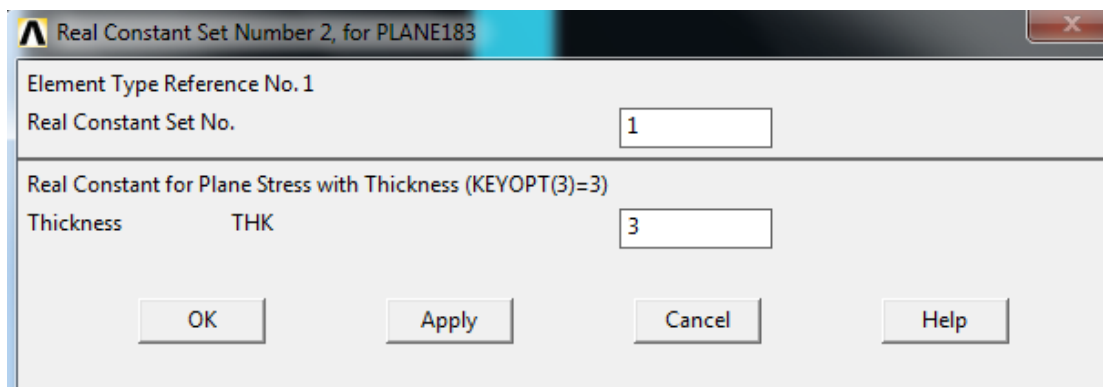 Real Constant Set Number 2, for PLANE183
x
Element Type Reference No. 1
Real Constant Set No. 1
Real Constant for Plane Stress with Thickness (KEYOPT(3)=3)
Thickness THK 3
OK Apply Cancel Help